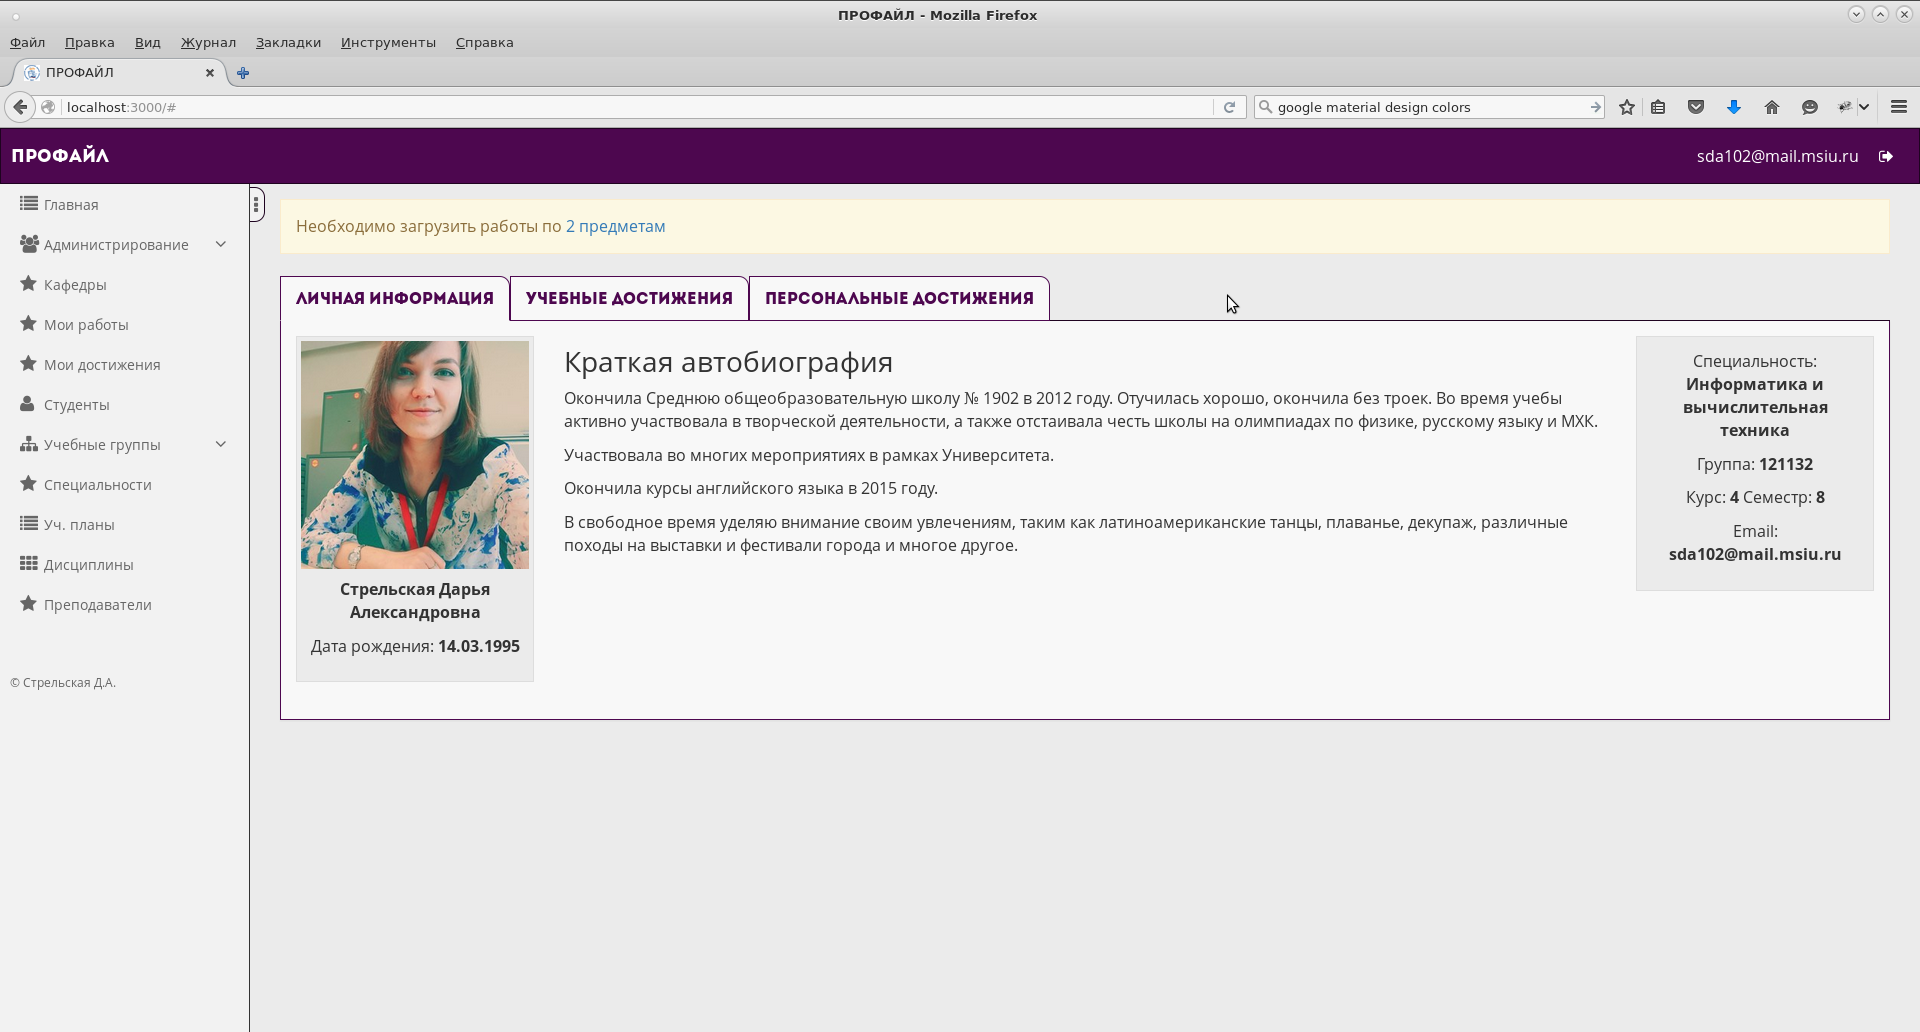 ПРОФАЙЛ - Mozilla Firefox
Файл Правка Вид Журнал Закладки Инструменты Справка
ПРОФАЙЛ
localhost:3000/#
google material design colors
ПРОФАЙЛ
sda102@mail.msiu.ru
Главная
Администрирование
Кафедры
Мои работы
Мои достижения
Студенты
Учебные группы
Специальности
Уч. планы
Дисциплины
Преподаватели
© Стрельская Д.А.
Необходимо загрузить работы по 2 предметам
ЛИЧНАЯ ИНФОРМАЦИЯ
УЧЕБНЫЕ ДОСТИЖЕНИЯ
ПЕРСОНАЛЬНЫЕ ДОСТИЖЕНИЯ
Стрельская Дарья
Александровна
Дата рождения: 14.03.1995
Краткая автобиография
Окончила Среднюю общеобразовательную школу № 1902 в 2012 году. Отучилась хорошо, окончила без троек. Во время учебы
активно участвовала в творческой деятельности, а также отстаивала честь школы на олимпиадах по физике, русскому языку и МХК.
Участвовала во многих мероприятиях в рамках Университета.
Окончила курсы английского языка в 2015 году.
В свободное время уделяю внимание своим увлечениям, таким как латиноамериканские танцы, плаванье, декупаж, различные
походы на выставки и фестивали города и многое другое.
Специальность:
Информатика и
вычислительная
техника
Группа: 121132
Курс: 4 Семестр: 8
Email:
sda102@mail.msiu.ru